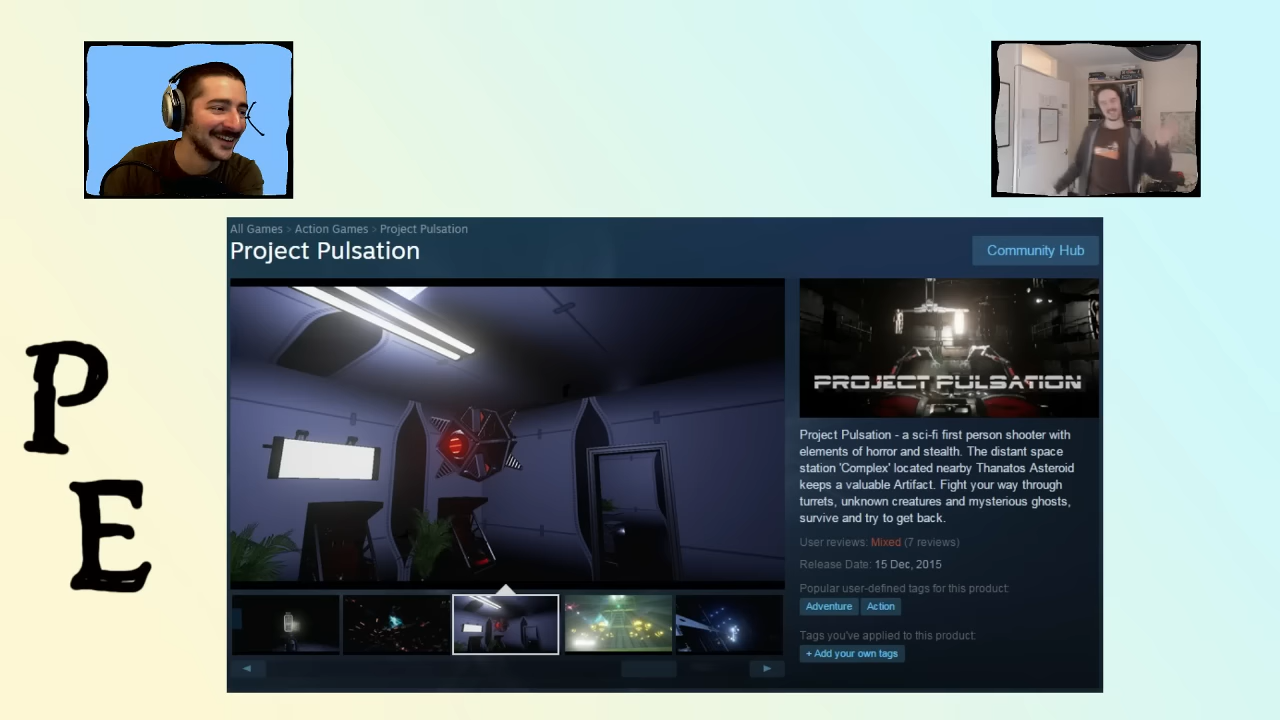 All Games > Action Games > Project Pulsation
Project Pulsation
Community Hub
PROJECT PULSATION
Project Pulsation - a sci-fi first person shooter with
elements of horror and stealth. The distant space
station 'Complex' located nearby Thanatos Asteroid
keeps a valuable Artifact. Fight your way through
turrets, unknown creatures and mysterious ghosts,
survive and try to get back.
User reviews: Mixed (7 reviews)
Release Date: 15 Dec, 2015
Popular user-defined tags for this product:
Adventure Action
Tags you've applied to this product:
+ Add your own tags
P
E